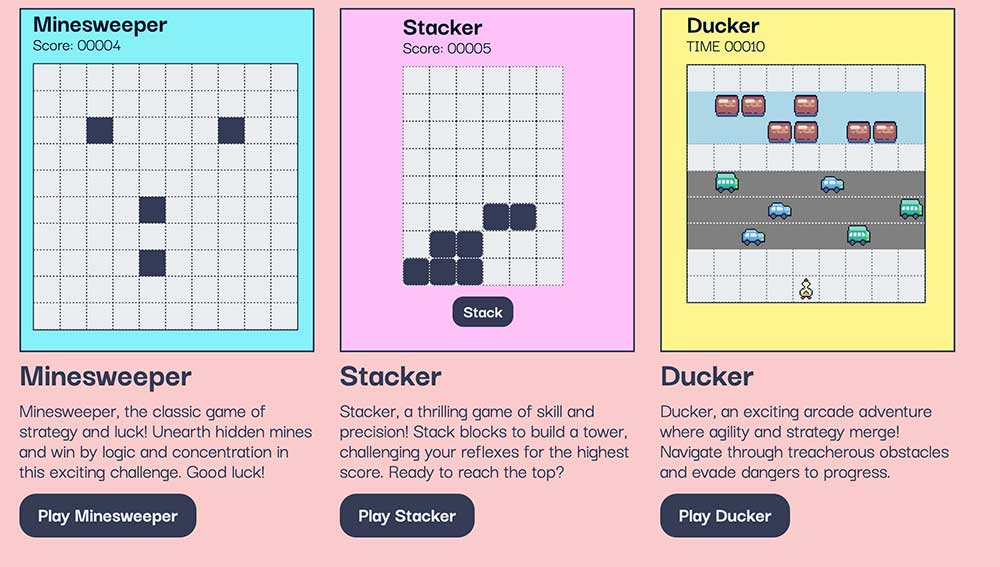 Minesweeper
Score: 00004
Stacker
Score: 00005
Stack
Ducker
TIME 00010
Minesweeper
Minesweeper, the classic game of
strategy and luck! Unearth hidden mines
and win by logic and concentration in
this exciting challenge. Good luck!
Play Minesweeper
Stacker
Stacker, a thrilling game of skill and
precision! Stack blocks to build a tower,
challenging your reflexes for the highest
score. Ready to reach the top?
Play Stacker
Ducker
Ducker, an exciting arcade adventure
where agility and strategy merge!
Navigate through treacherous obstacles
and evade dangers to progress.
Play Ducker